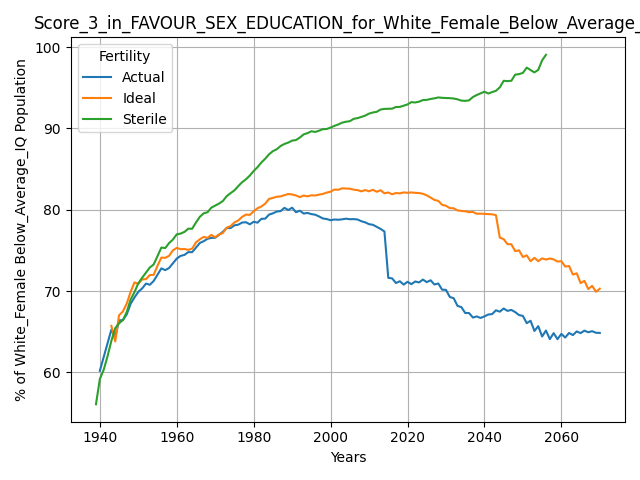 Score_3_in_FAVOUR_SEX_EDUCATION_for_White_Female_Below_Average_
Fertility
Actual
Ideal
Sterile
% of White_Female Below_Average_IQ Population
100
90
80
70
60
1940
1960
1980
2000
2020
2040
2060
Years